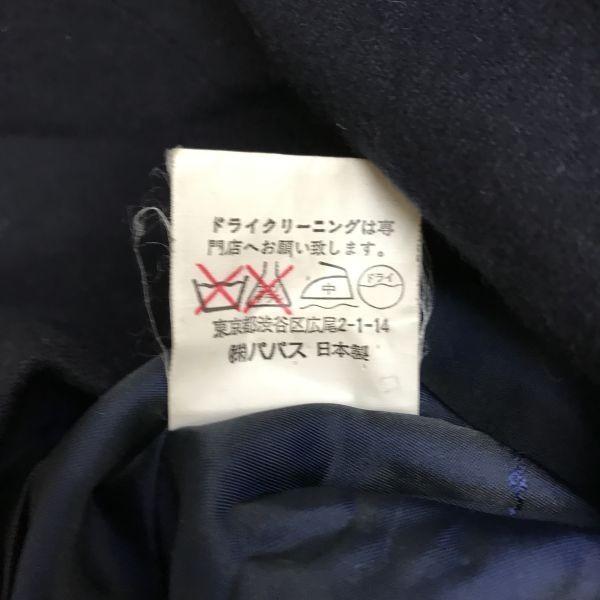 ドライクリーニングは専
門店へお願い致します。
中 ドライ
東京都渋谷区広尾2-1-14
㈱パパス 日本製